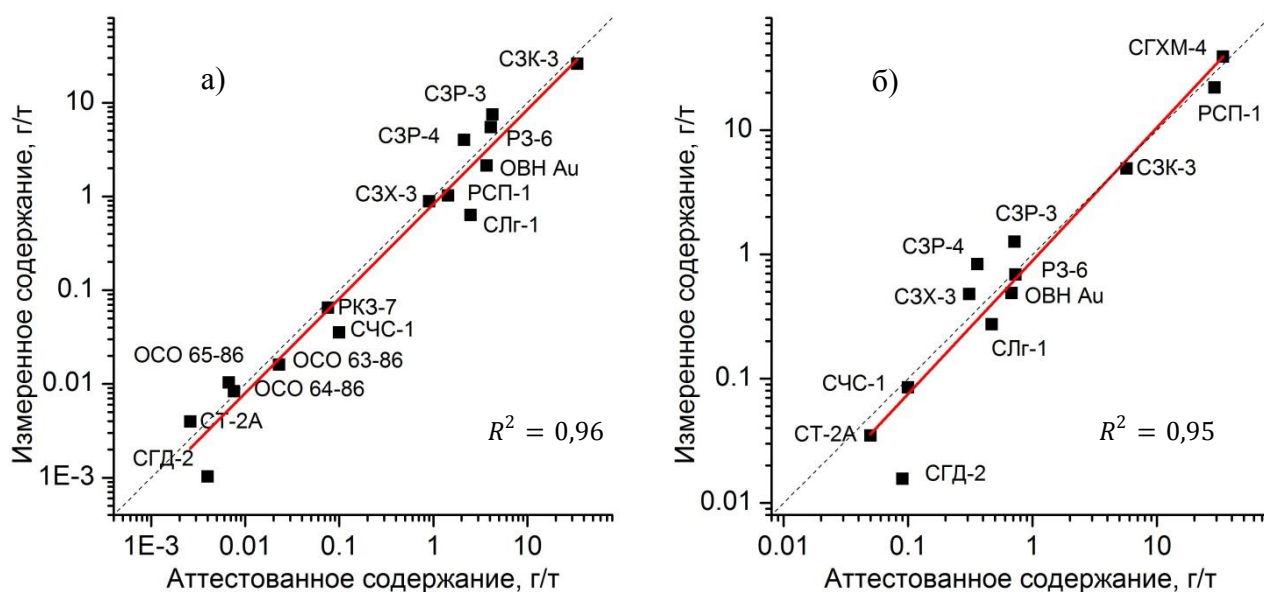 а)
Измеренное содержание, г/т
10
1
0.1
0.01
1E-3
СЗК-3
СЗР-3
СЗР-4
РЗ-6
ОВН Au
СЗХ-3
РСП-1
СЛг-1
РКЗ-7
СЧС-1
ОСО 65-86
ОСО 63-86
ОСО 64-86
СТ-2А
СГД-2
R² = 0,96
1E-3 0.01 0.1 1 10
Аттестованное содержание, г/т
б)
Измеренное содержание, г/т
10
1
0.1
0.01
СГХМ-4
РСП-1
СЗК-3
СЗР-3
СЗР-4
РЗ-6
СЗХ-3
ОВН Au
СЛг-1
СЧС-1
СТ-2А
СГД-2
R² = 0,95
0.01 0.1 1 10
Аттестованное содержание, г/т